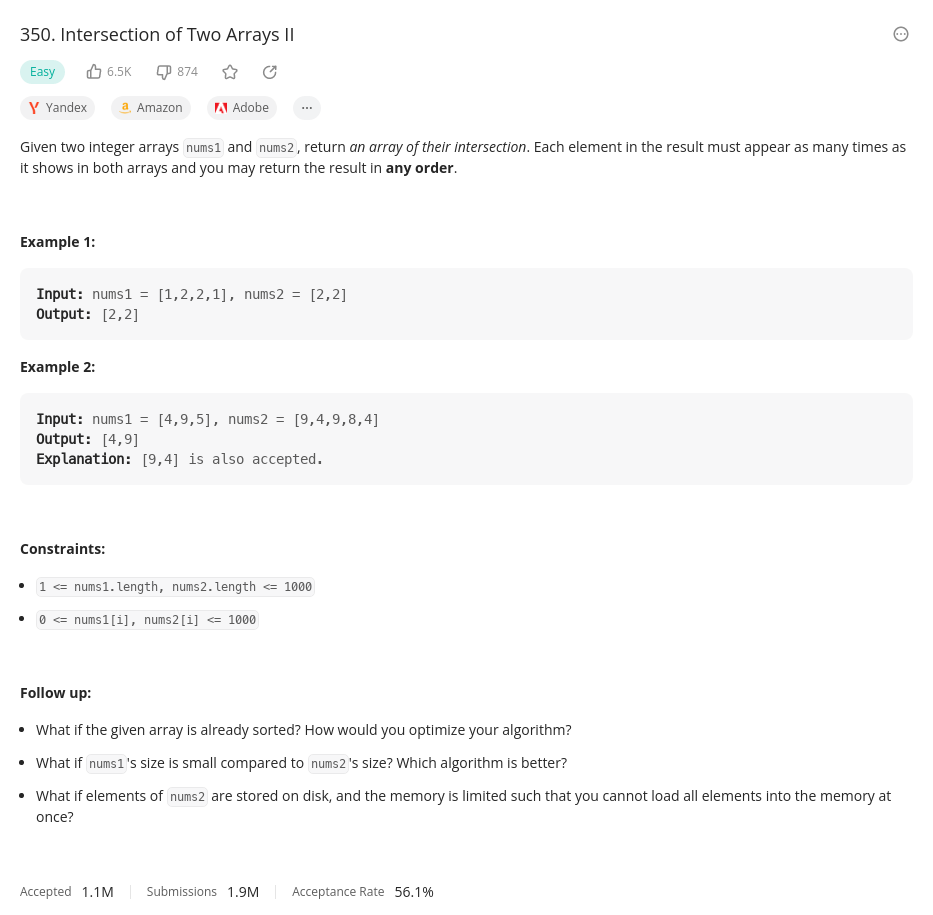 350. Intersection of Two Arrays II
Easy 6.5K 874
Yandex Amazon Adobe ...
Given two integer arrays nums1 and nums2, return an array of their intersection. Each element in the result must appear as many times as
it shows in both arrays and you may return the result in any order.
Example 1:
Input: nums1 = [1,2,2,1], nums2 = [2,2]
Output: [2,2]
Example 2:
Input: nums1 = [4,9,5], nums2 = [9,4,9,8,4]
Output: [4,9]
Explanation: [9,4] is also accepted.
Constraints:
• 1 <= nums1.length, nums2.length <= 1000
• 0 <= nums1[i], nums2[i] <= 1000
Follow up:
• What if the given array is already sorted? How would you optimize your algorithm?
• What if nums1's size is small compared to nums2's size? Which algorithm is better?
• What if elements of nums2 are stored on disk, and the memory is limited such that you cannot load all elements into the memory at
once?
Accepted 1.1M Submissions 1.9M Acceptance Rate 56.1%